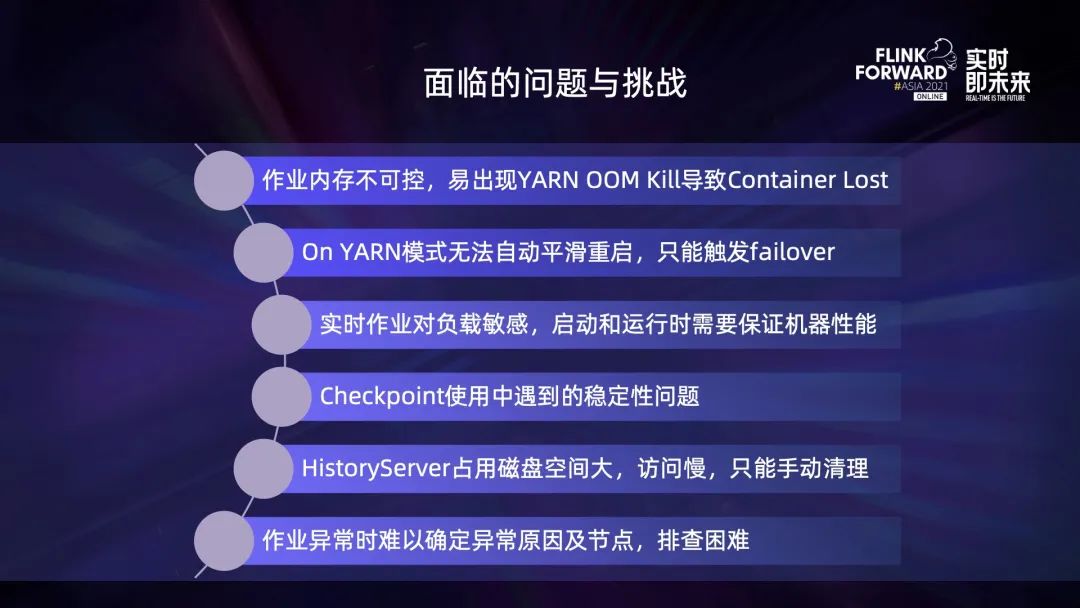 面临的问题与挑战
FLINK
FORWARD
#ASIA 2021
ONLINE
实时
即未来
REAL-TIME IS THE FUTURE
作业内存不可控，易出现YARN OOM Kill导致Container Lost
On YARN模式无法自动平滑重启，只能触发failover
实时作业对负载敏感，启动和运行时需要保证机器性能
Checkpoint使用中遇到的稳定性问题
HistoryServer占用磁盘空间大，访问慢，只能手动清理
作业异常时难以确定异常原因及节点，排查困难